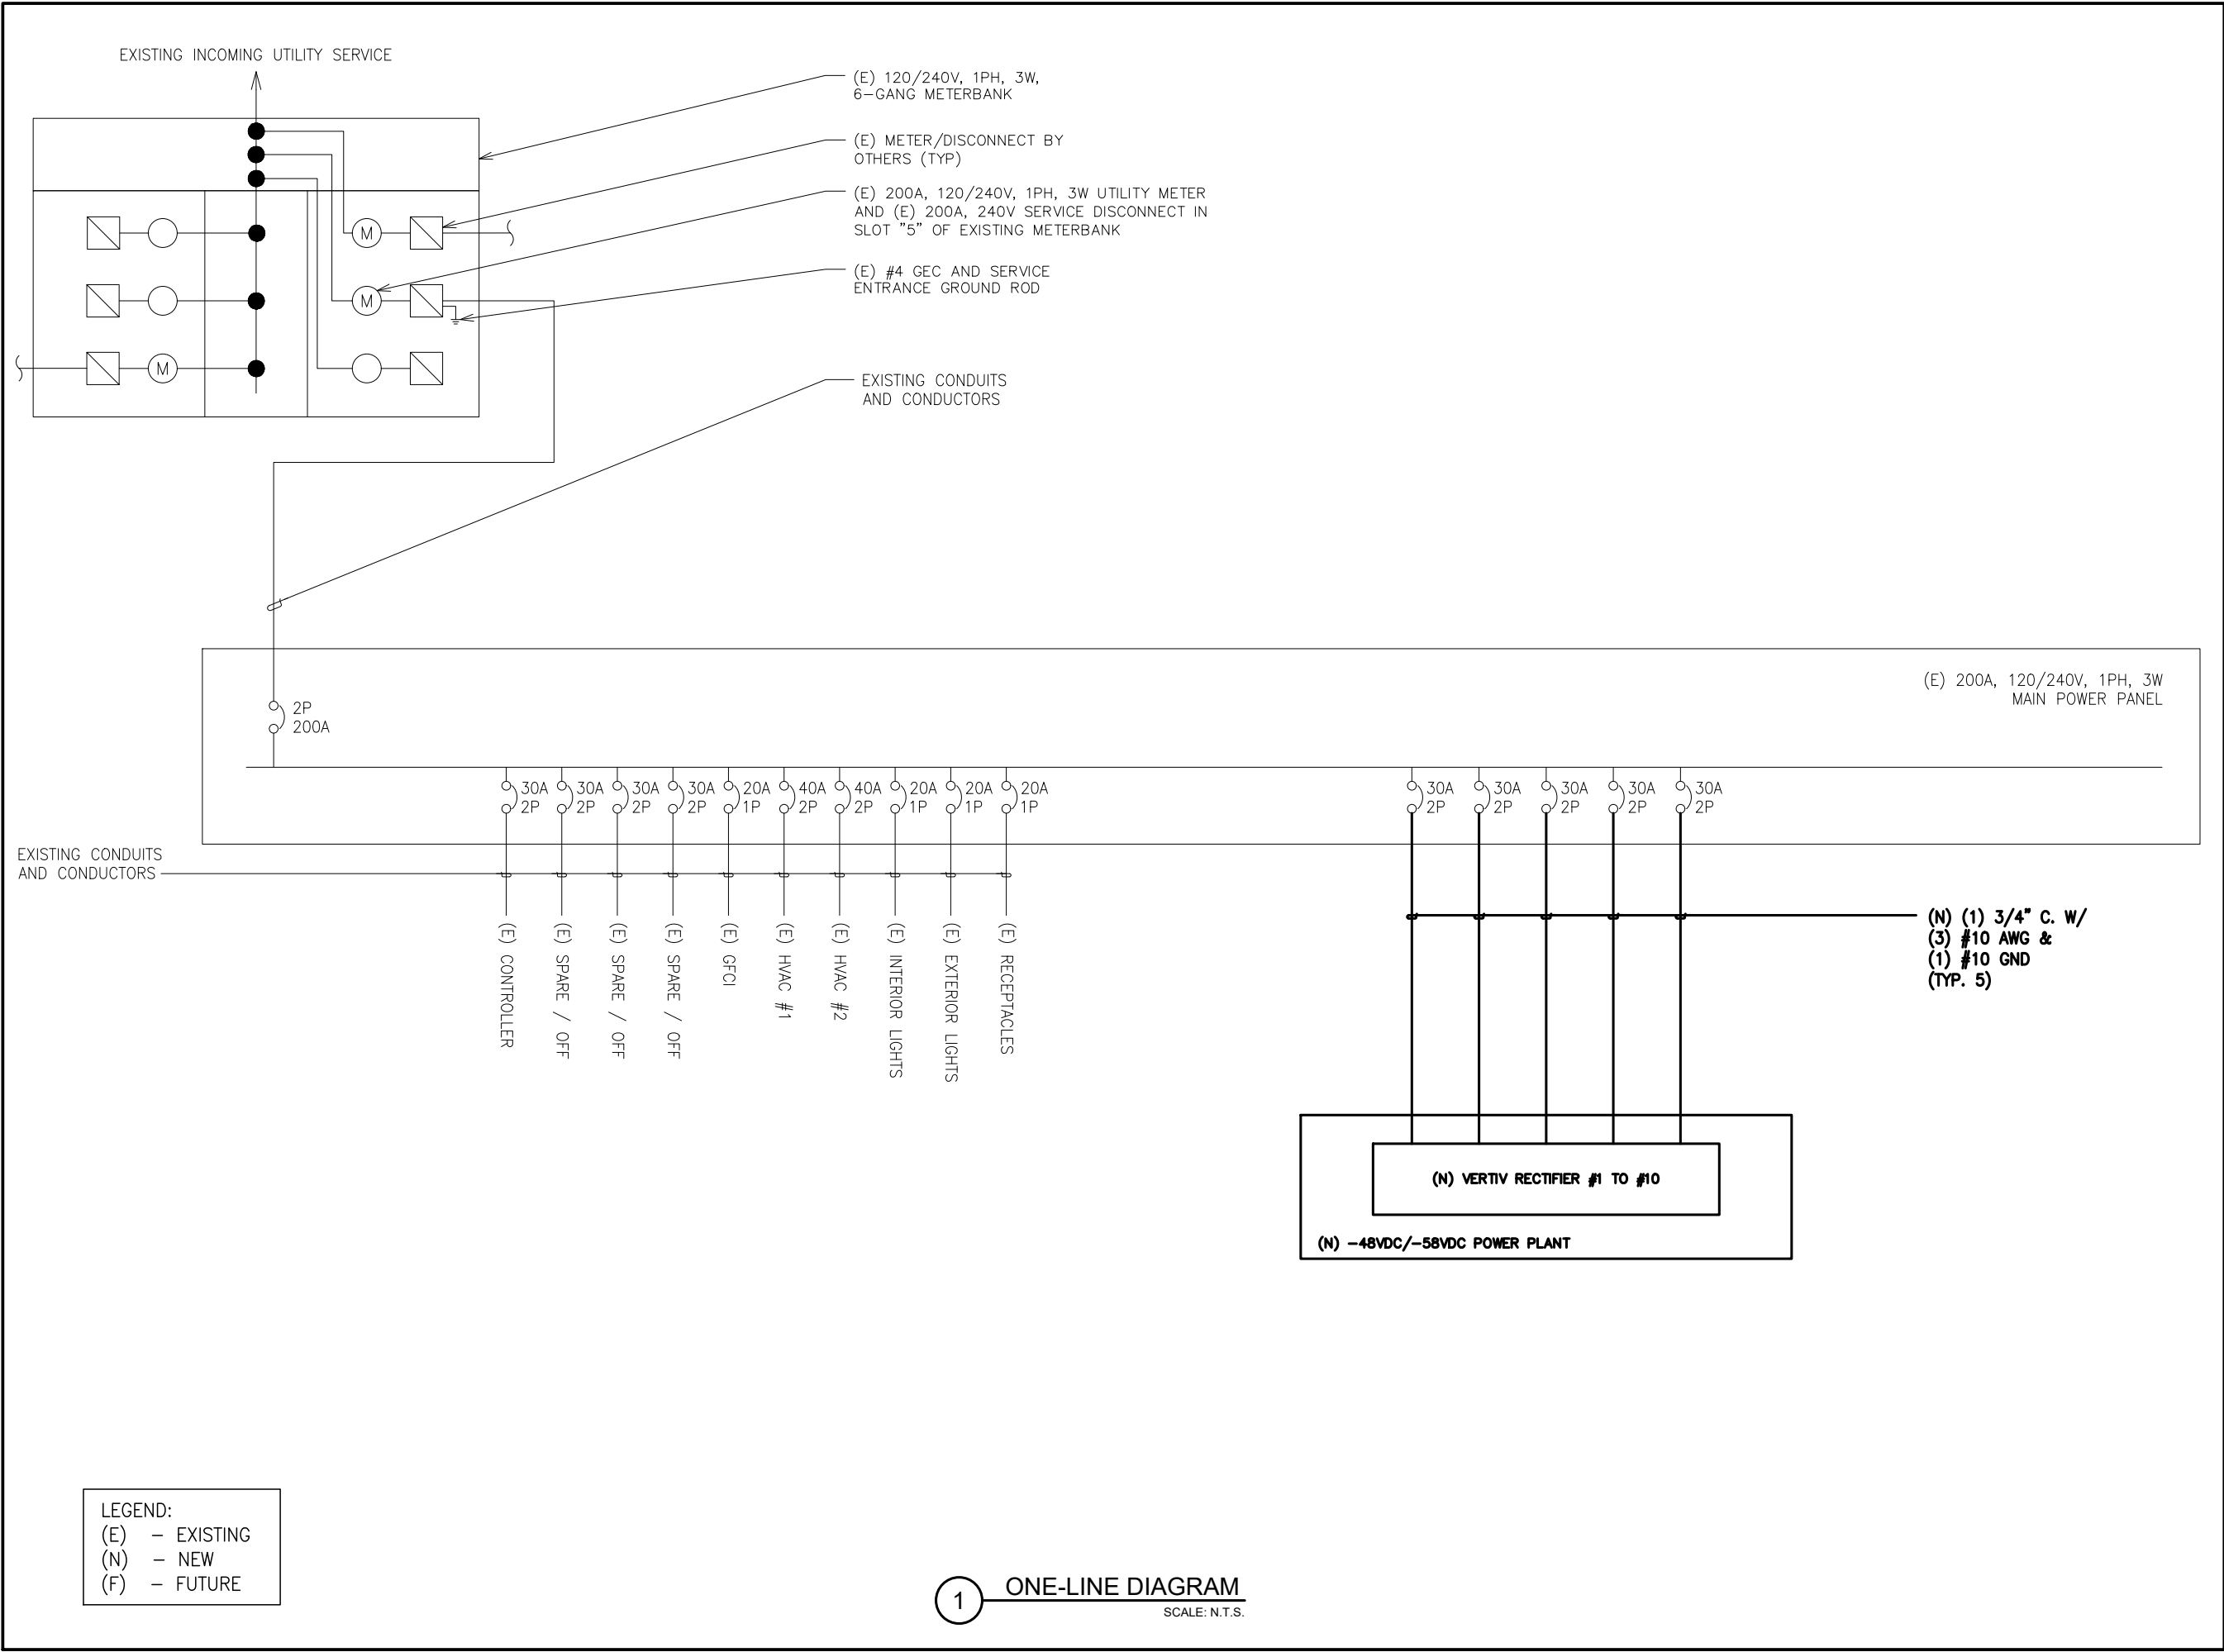 EXISTING INCOMING UTILITY SERVICE
(E) 120/240V, 1PH, 3W,
6-GANG METERBANK
(E) METER/DISCONNECT BY
OTHERS (TYP)
(E) 200A, 120/240V, 1PH, 3W UTILITY METER
AND (E) 200A, 240V SERVICE DISCONNECT IN
SLOT "5" OF EXISTING METERBANK
(E) #4 GEC AND SERVICE
ENTRANCE GROUND ROD
M
M
M
EXISTING CONDUITS
AND CONDUCTORS
(E) 200A, 120/240V, 1PH, 3W
MAIN POWER PANEL
2P
200A
30A
2P
30A
2P
30A
2P
30A
2P
20A
1P
40A
2P
40A
2P
20A
1P
20A
1P
20A
1P
30A
2P
30A
2P
30A
2P
30A
2P
30A
2P
EXISTING CONDUITS
AND CONDUCTORS
(E) CONTROLLER
(E) SPARE / OFF
(E) SPARE / OFF
(E) SPARE / OFF
(E) GFCI
(E) HVAC #1
(E) HVAC #2
(E) INTERIOR LIGHTS
(E) EXTERIOR LIGHTS
(E) RECEPTACLES
(N) (1) 3/4" C. W/
(3) #10 AWG &
(1) #10 GND
(TYP. 5)
(N) VERTIV RECTIFIER #1 TO #10
(N) -48VDC/-58VDC POWER PLANT
LEGEND:
(E) - EXISTING
(N) - NEW
(F) - FUTURE
1 ONE-LINE DIAGRAM
SCALE: N.T.S.